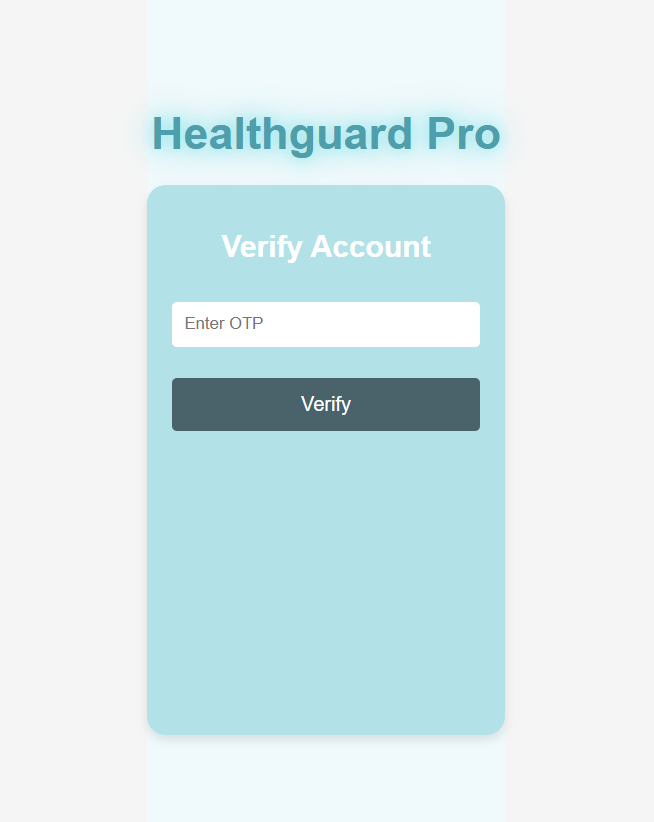 Healthguard Pro
Verify Account
Enter OTP
Verify